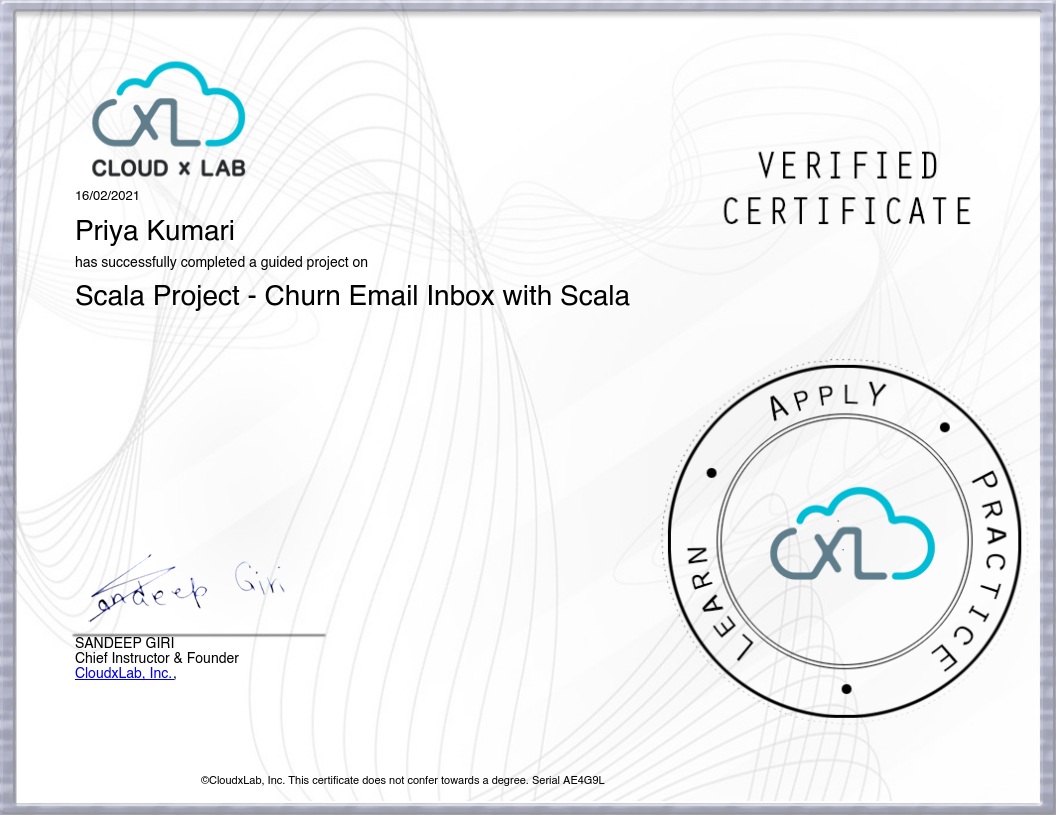 CXL
CLOUD x LAB
16/02/2021
Priya Kumari
has successfully completed a guided project on
Scala Project - Churn Email Inbox with Scala
VERIFIED
CERTIFICATE
APPLY
PRACTICE
LEARN
CXL
Sandeep Giri
SANDEEP GIRI
Chief Instructor & Founder
CloudxLab, Inc.,
©CloudxLab, Inc. This certificate does not confer towards a degree. Serial AE4G9L